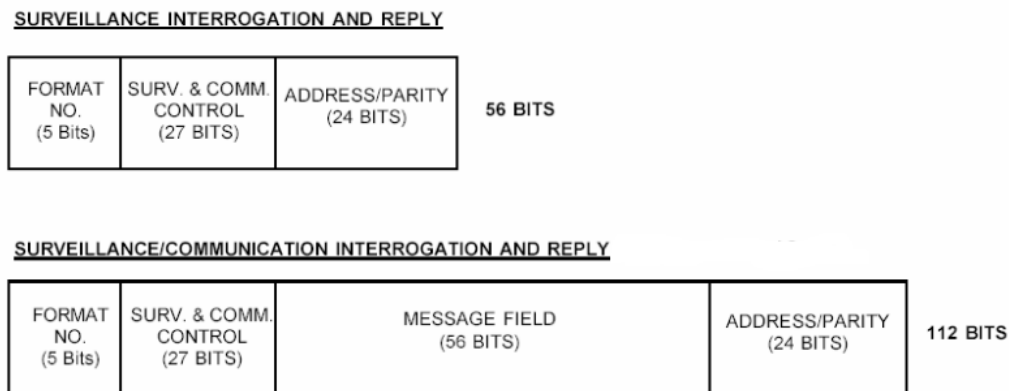 SURVEILLANCE INTERROGATION AND REPLY
FORMAT
NO.
(5 Bits)
SURV. & COMM.
CONTROL
(27 BITS)
ADDRESS/PARITY
(24 BITS)
56 BITS
SURVEILLANCE/COMMUNICATION INTERROGATION AND REPLY
FORMAT
NO.
(5 Bits)
SURV. & COMM.
CONTROL
(27 BITS)
MESSAGE FIELD
(56 BITS)
ADDRESS/PARITY
(24 BITS)
112 BITS